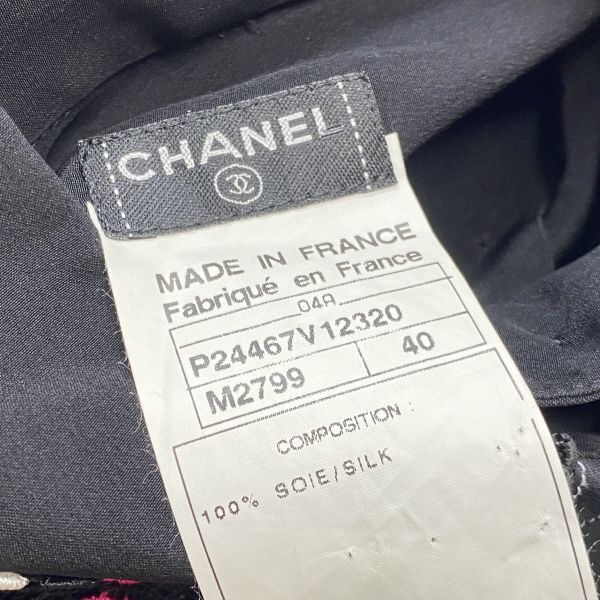 CHANEL
MADE IN FRANCE
Fabriqué en France
04A
P24467V12320
M2799 40
COMPOSITION :
100% SOIE/SILK